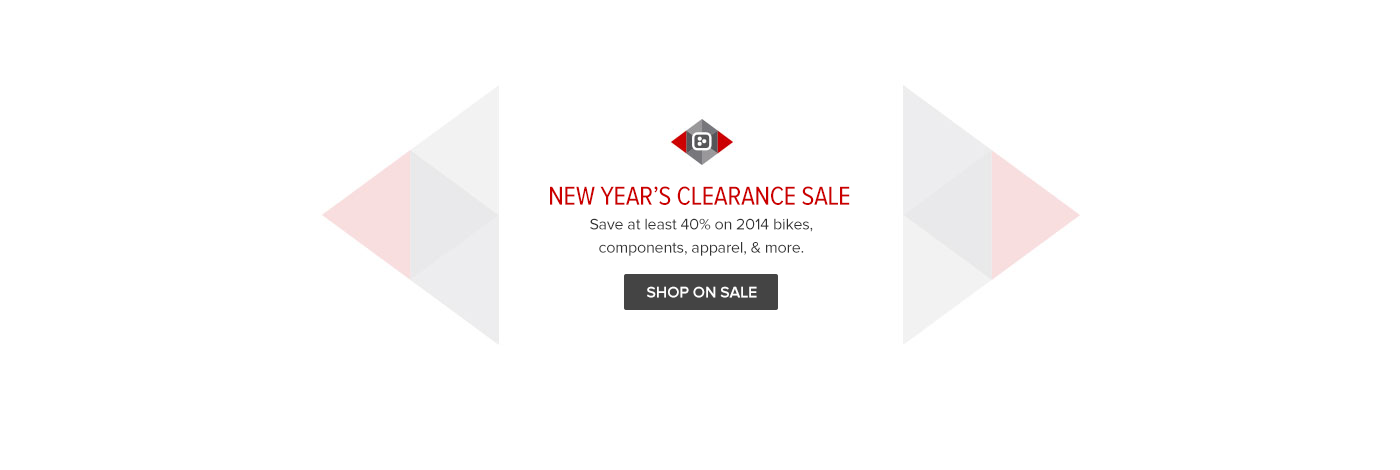 NEW YEAR’S CLEARANCE SALE
Save at least 40% on 2014 bikes,
components, apparel, & more.
SHOP ON SALE